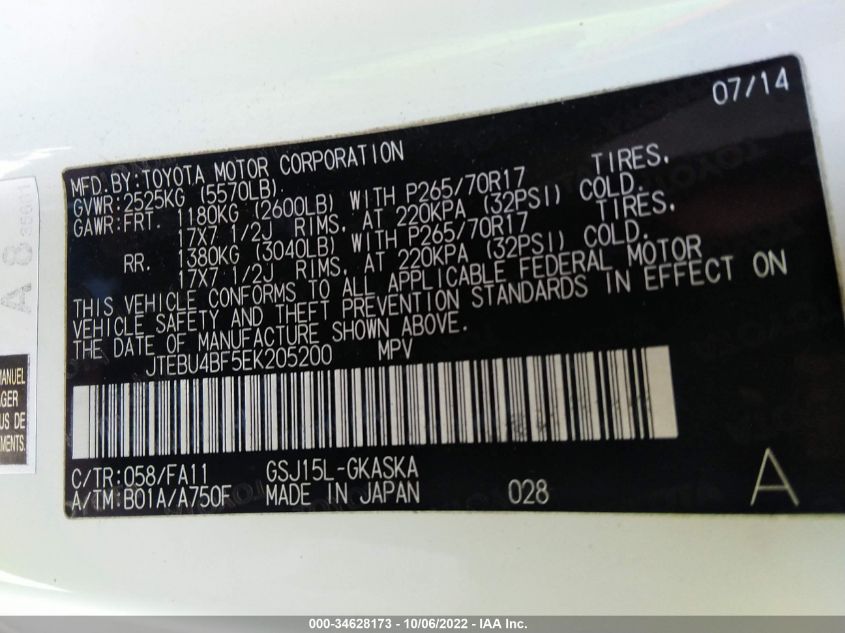 07/14
MFD.BY:TOYOTA MOTOR CORPORATION
GVWR:2525KG (5570LB).
GAWR:FRT. 1180KG (2600LB) WITH P265/70R17 TIRES,
17X7 1/2J RIMS, AT 220KPA (32PSI) COLD.
RR. 1380KG (3040LB) WITH P265/70R17 TIRES,
17X7 1/2J RIMS, AT 220KPA (32PSI) COLD.
THIS VEHICLE CONFORMS TO ALL APPLICABLE FEDERAL MOTOR
VEHICLE SAFETY AND THEFT PREVENTION STANDARDS IN EFFECT ON
THE DATE OF MANUFACTURE SHOWN ABOVE.
JTEBU4BF5EK205200 MPV
C/TR:058/FA11 GSJ15L-GKASKA
A/TM:B01A/A750F MADE IN JAPAN 028 A
A8
MANUEL
US DE
000-34628173 - 10/06/2022 - IAA Inc.